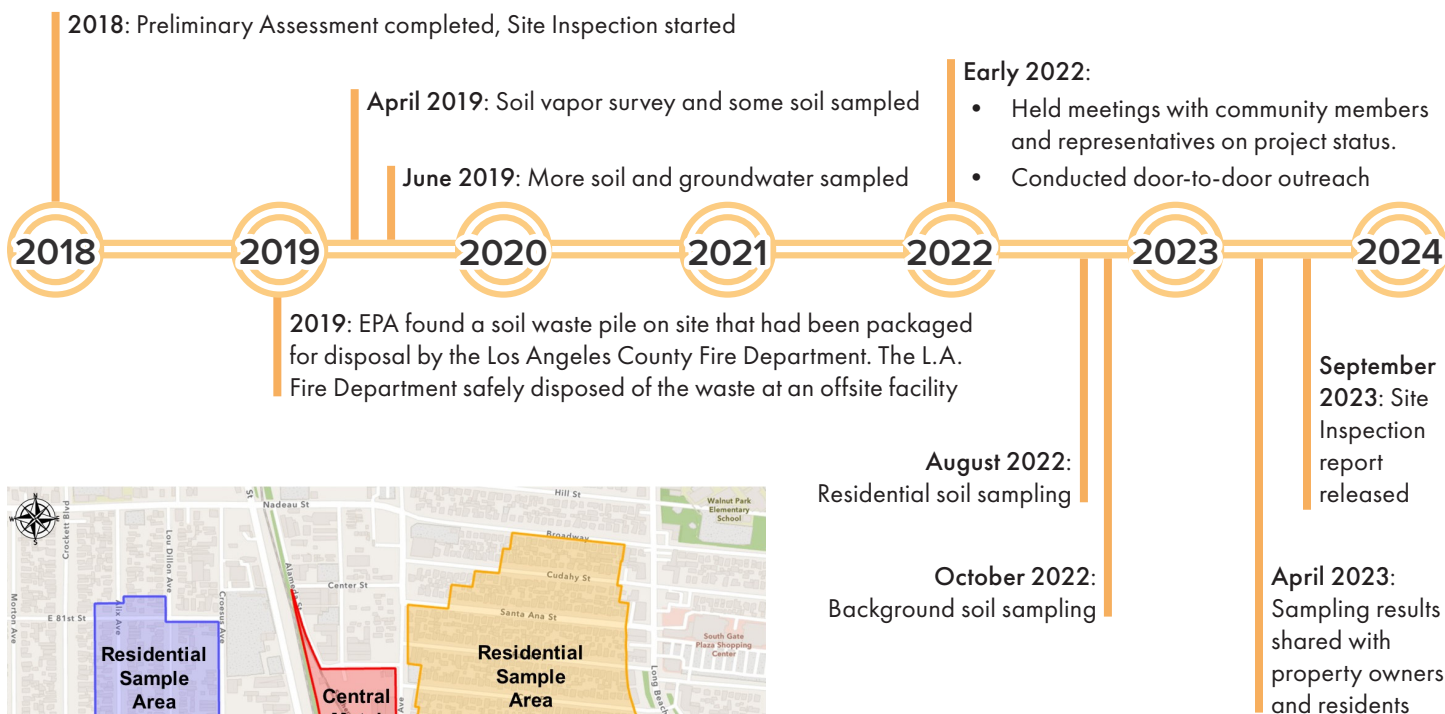 2018: Preliminary Assessment completed, Site Inspection started
April 2019: Soil vapor survey and some soil sampled
June 2019: More soil and groundwater sampled
Early 2022:
• Held meetings with community members
and representatives on project status.
• Conducted door-to-door outreach
2018
2019
2020
2021
2022
2023
2024
2019: EPA found a soil waste pile on site that had been packaged
for disposal by the Los Angeles County Fire Department. The L.A.
Fire Department safely disposed of the waste at an offsite facility
August 2022:
Residential soil sampling
October 2022:
Background soil sampling
April 2023:
Sampling results
shared with
property owners
and residents
September
2023: Site
Inspection
report
released
N
W
E
S
Crockett Blvd
Lou Dillon Ave
St
Nadeau St
Hill St
Walnut Park
Elementary
School
Broadway
Cudahy St
Alameda St
Center St
Morton Ave
E 81st St
Alix Ave
Croesus Ave
Santa Ana St
South Gate
Plaza Shopping
Center
Residential
Sample
Area
Central
Ave
Residential
Sample
Area
Long Beach